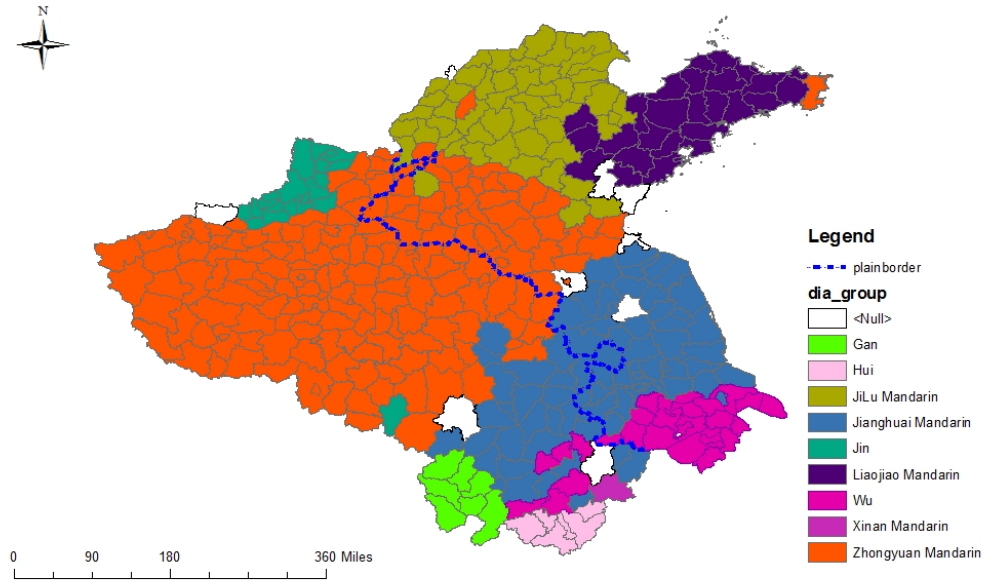 N
Legend
plainborder
dia_group
<Null>
Gan
Hui
JiLu Mandarin
Jianghuai Mandarin
Jin
Liaojiao Mandarin
Wu
Xinan Mandarin
Zhongyuan Mandarin
0 90 180 360 Miles